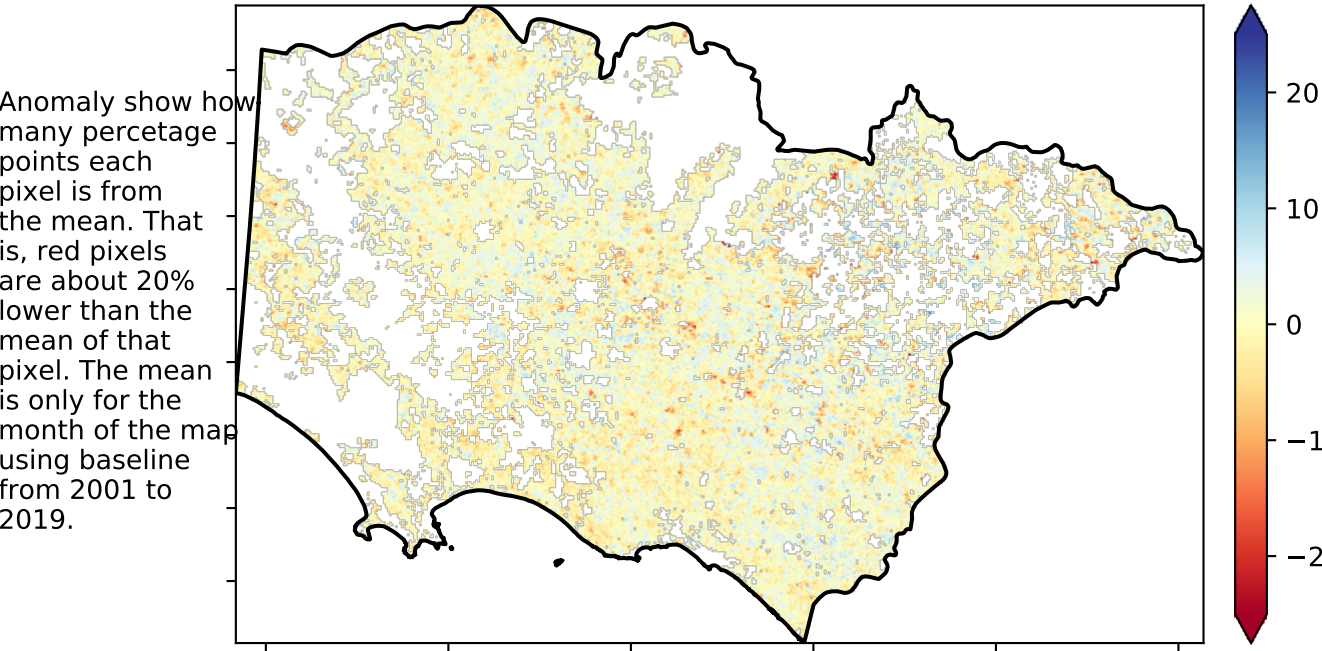 Anomaly show how
many percetage
points each
pixel is from
the mean. That
is, red pixels
are about 20%
lower than the
mean of that
pixel. The mean
is only for the
month of the map
using baseline
from 2001 to
2019.
20
10
0
−1
−2